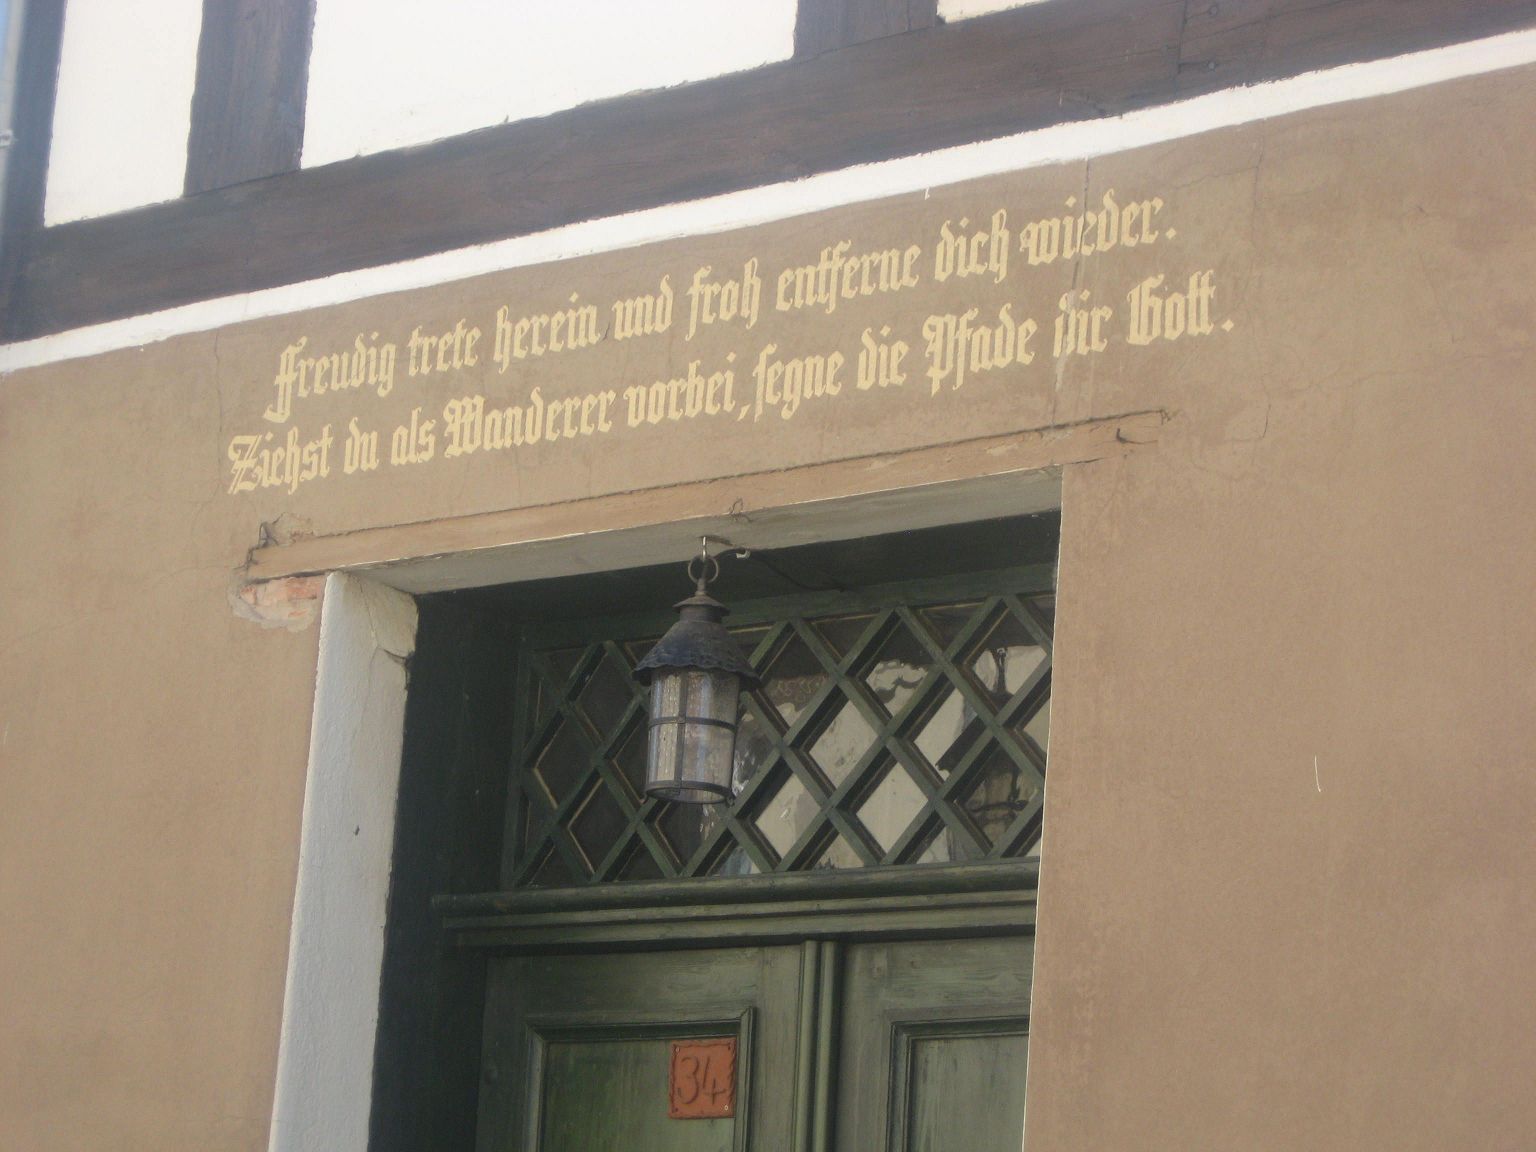 Freudig trete herein und froh entferne dich wieder.
Ziehst du als Wanderer vorbei, segne die Pfade dir Gott.
34